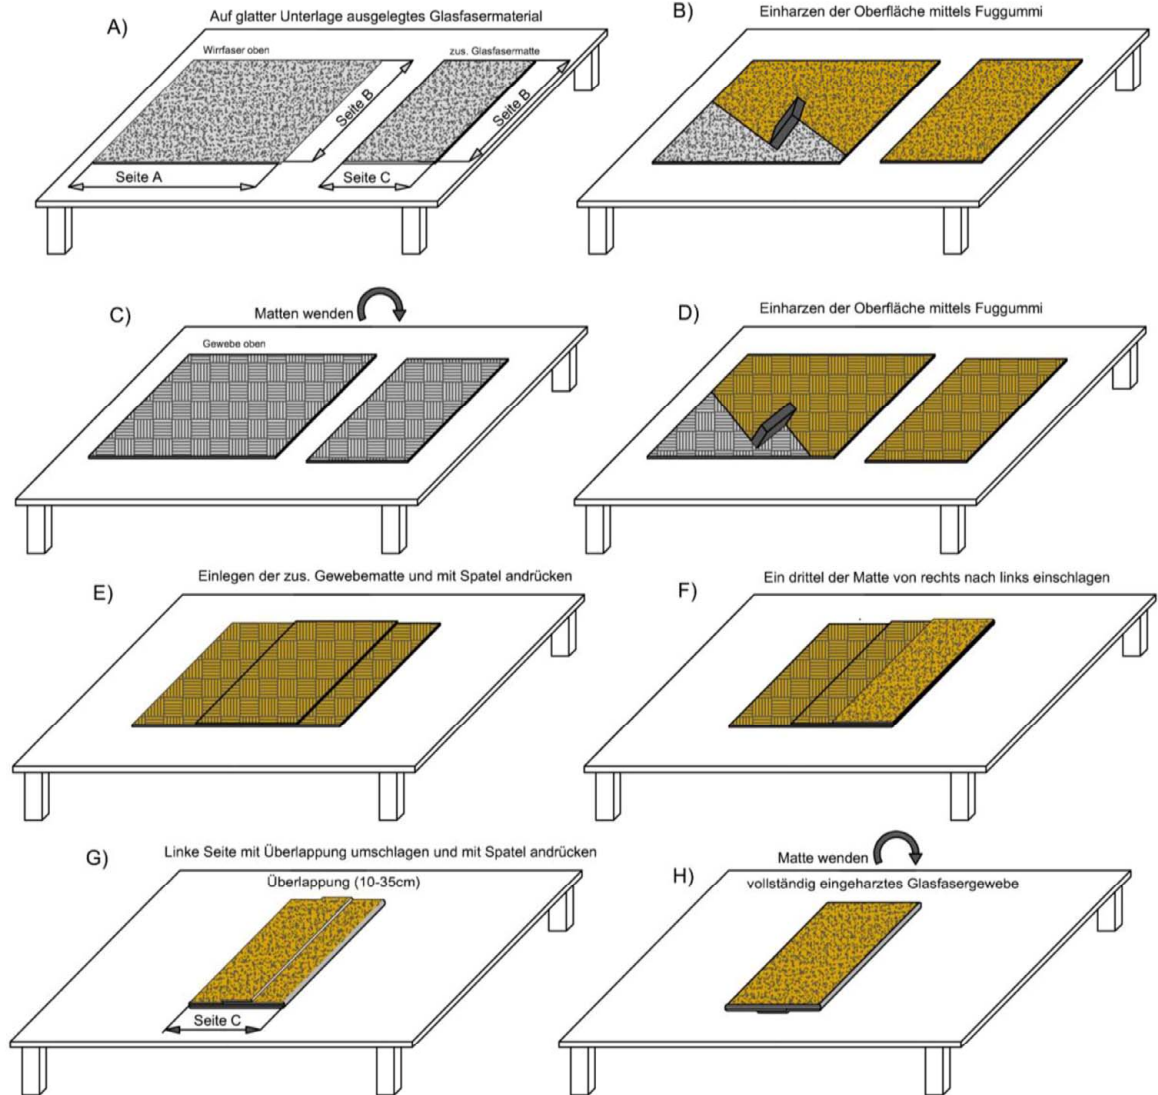 A)
Auf glatter Unterlage ausgelegtes Glasfasermaterial
Wirrfaser oben
zus. Glasfasermatte
Seite B
Seite B
Seite A
Seite C
B)
Einharzen der Oberfläche mittels Fuggummi
C)
Matten wenden
Gewebe oben
D)
Einharzen der Oberfläche mittels Fuggummi
E)
Einlegen der zus. Gewebematte und mit Spatel andrücken
F)
Ein drittel der Matte von rechts nach links einschlagen
G)
Linke Seite mit Überlappung umschlagen und mit Spatel andrücken
Überlappung (10-35cm)
Seite C
H)
Matte wenden
vollständig eingeharztes Glasfasergewebe